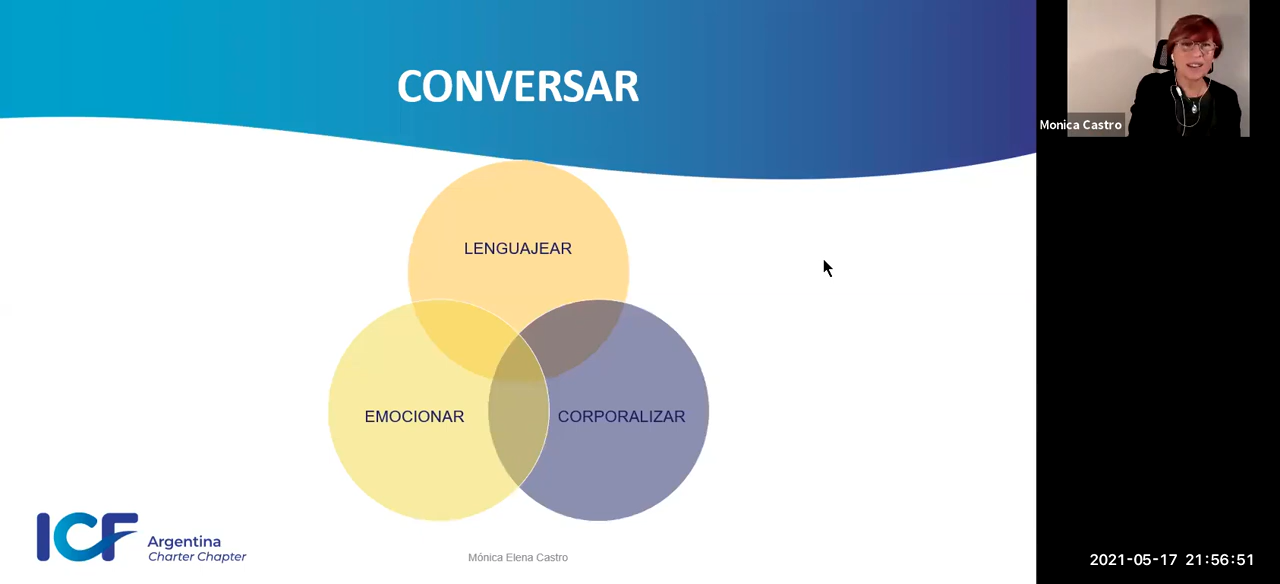 CONVERSAR
Monica Castro
LENGUAJEAR
EMOCIONAR
CORPORALIZAR
ICF
Argentina
Charter Chapter
Mónica Elena Castro
2021-05-17 21:56:51